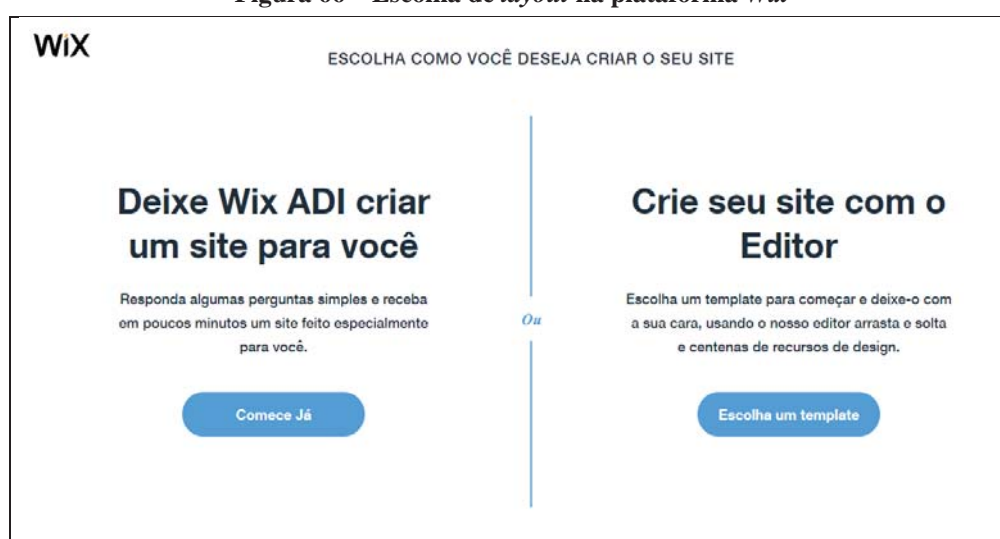 Figura 60 – Escolha de layout na plataforma Wix
WiX
ESCOLHA COMO VOCÊ DESEJA CRIAR O SEU SITE
Deixe Wix ADI criar
um site para você
Responda algumas perguntas simples e receba
em poucos minutos um site feito especialmente
para você.
Comece Já
Ou
Crie seu site com o
Editor
Escolha um template para começar e deixe-o com
a sua cara, usando o nosso editor arrasta e solta
e centenas de recursos de design.
Escolha um template